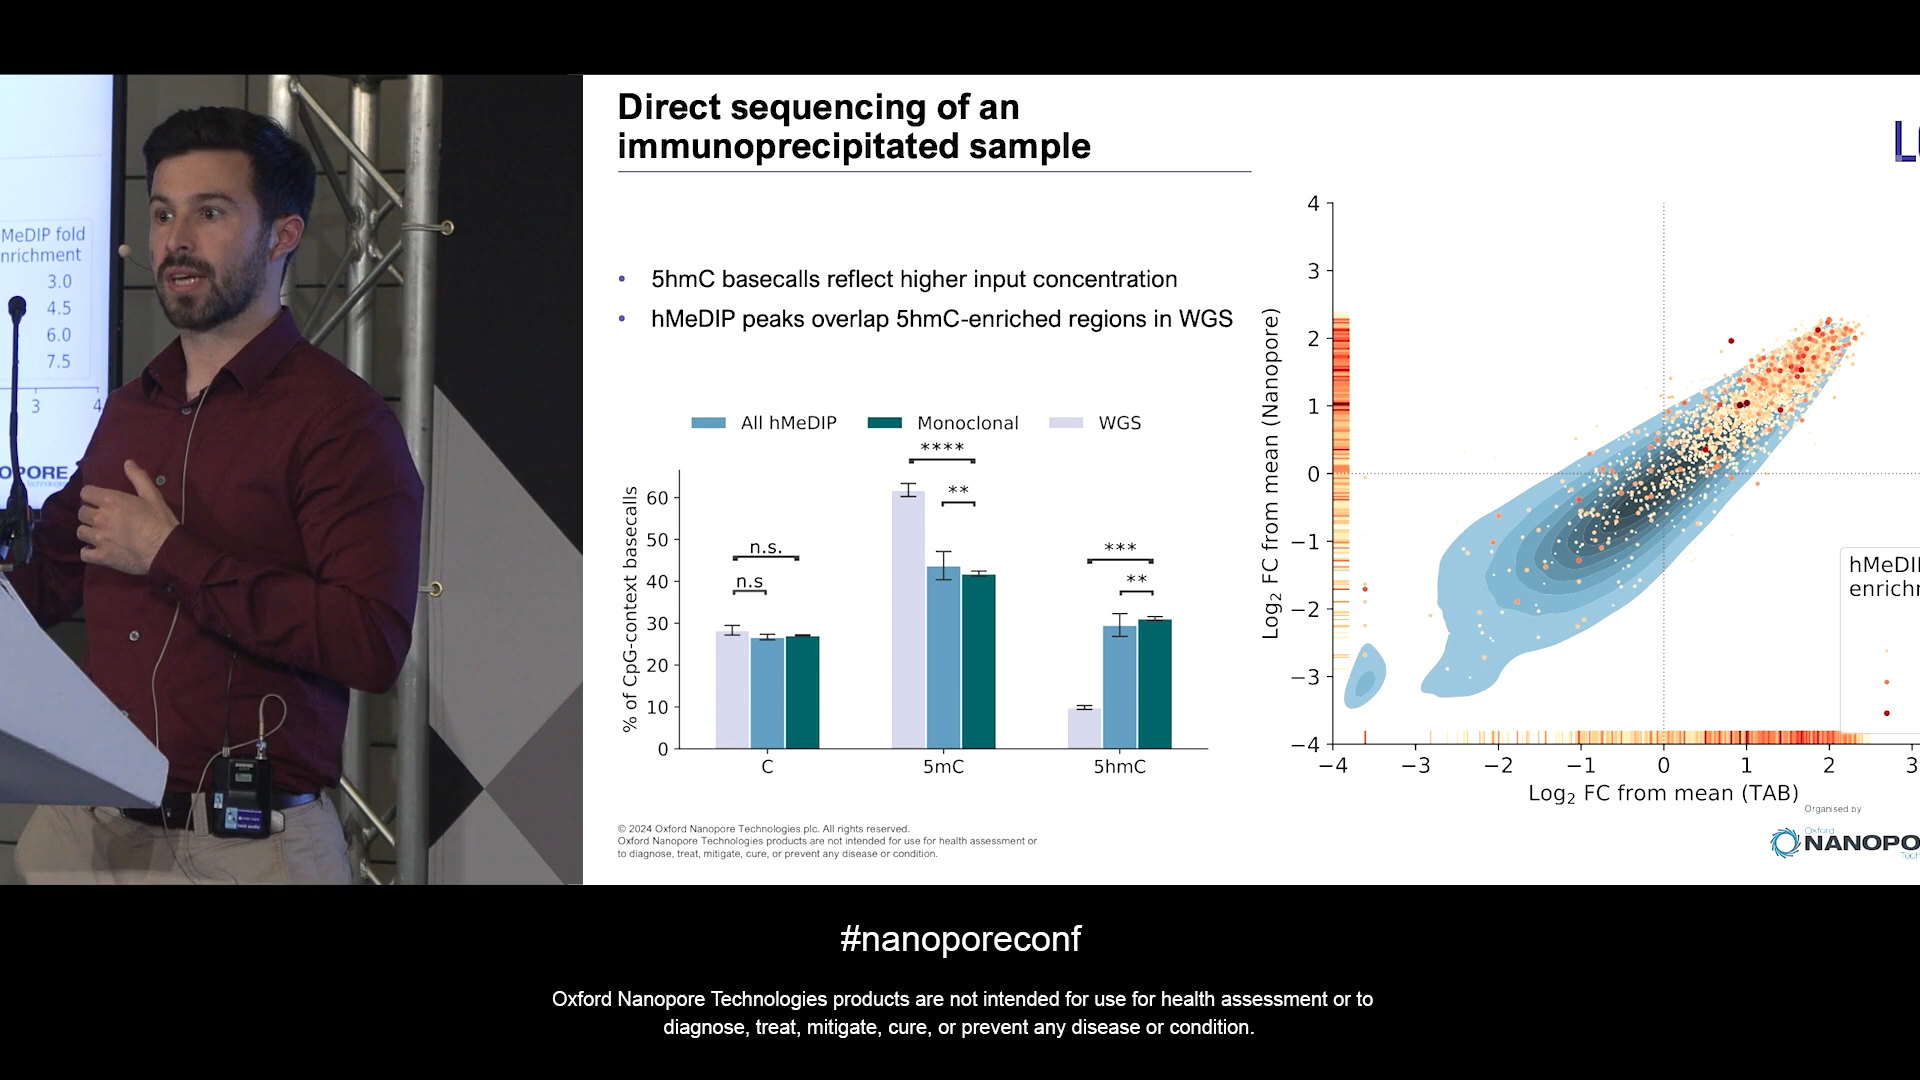 MeDIP fold
nrichment
3.0
4.5
6.0
7.5
3
4
OPORE
Direct sequencing of an
immunoprecipitated sample
• 5hmC basecalls reflect higher input concentration
• hMeDIP peaks overlap 5hmC-enriched regions in WGS
All hMeDIP
Monoclonal
WGS
****
**
n.s.
n.s
***
**
% of CpG-context basecalls
60
50
40
30
20
10
0
C
5mC
5hmC
Log2 FC from mean (Nanopore)
4
3
2
1
0
−1
−2
−3
−4
−4
−3
−2
−1
0
1
2
3
Log2 FC from mean (TAB)
hMeDI
enrich
Organised by
Oxford
NANOPO
Tech
© 2024 Oxford Nanopore Technologies plc. All rights reserved.
Oxford Nanopore Technologies products are not intended for use for health assessment or
to diagnose, treat, mitigate, cure, or prevent any disease or condition.
#nanoporeconf
Oxford Nanopore Technologies products are not intended for use for health assessment or to
diagnose, treat, mitigate, cure, or prevent any disease or condition.